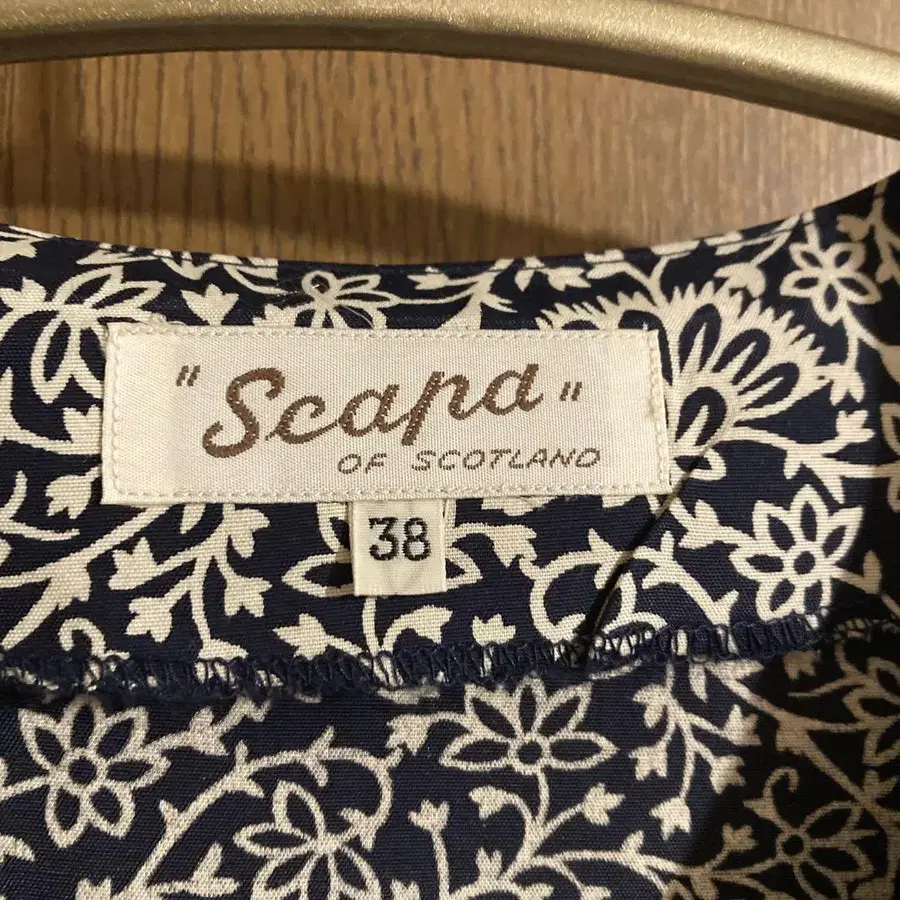 "Scapa"
OF SCOTLAND
38